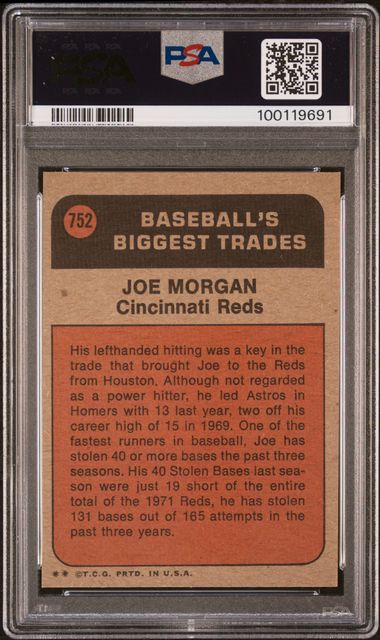 PSA
PSA
100119691
752
BASEBALL'S
BIGGEST TRADES
JOE MORGAN
Cincinnati Reds
His lefthanded hitting was a key in the
trade that brought Joe to the Reds
from Houston. Although not regarded
as a power hitter, he led Astros in
Homers with 13 last year, two off his
career high of 15 in 1969. One of the
fastest runners in baseball, Joe has
stolen 40 or more bases the past three
seasons. His 40 Stolen Bases last sea-
son were just 19 short of the entire
total of the 1971 Reds, he has stolen
131 bases out of 165 attempts in the
past three years.
** ©T.C.G. PRTD. IN U.S.A.